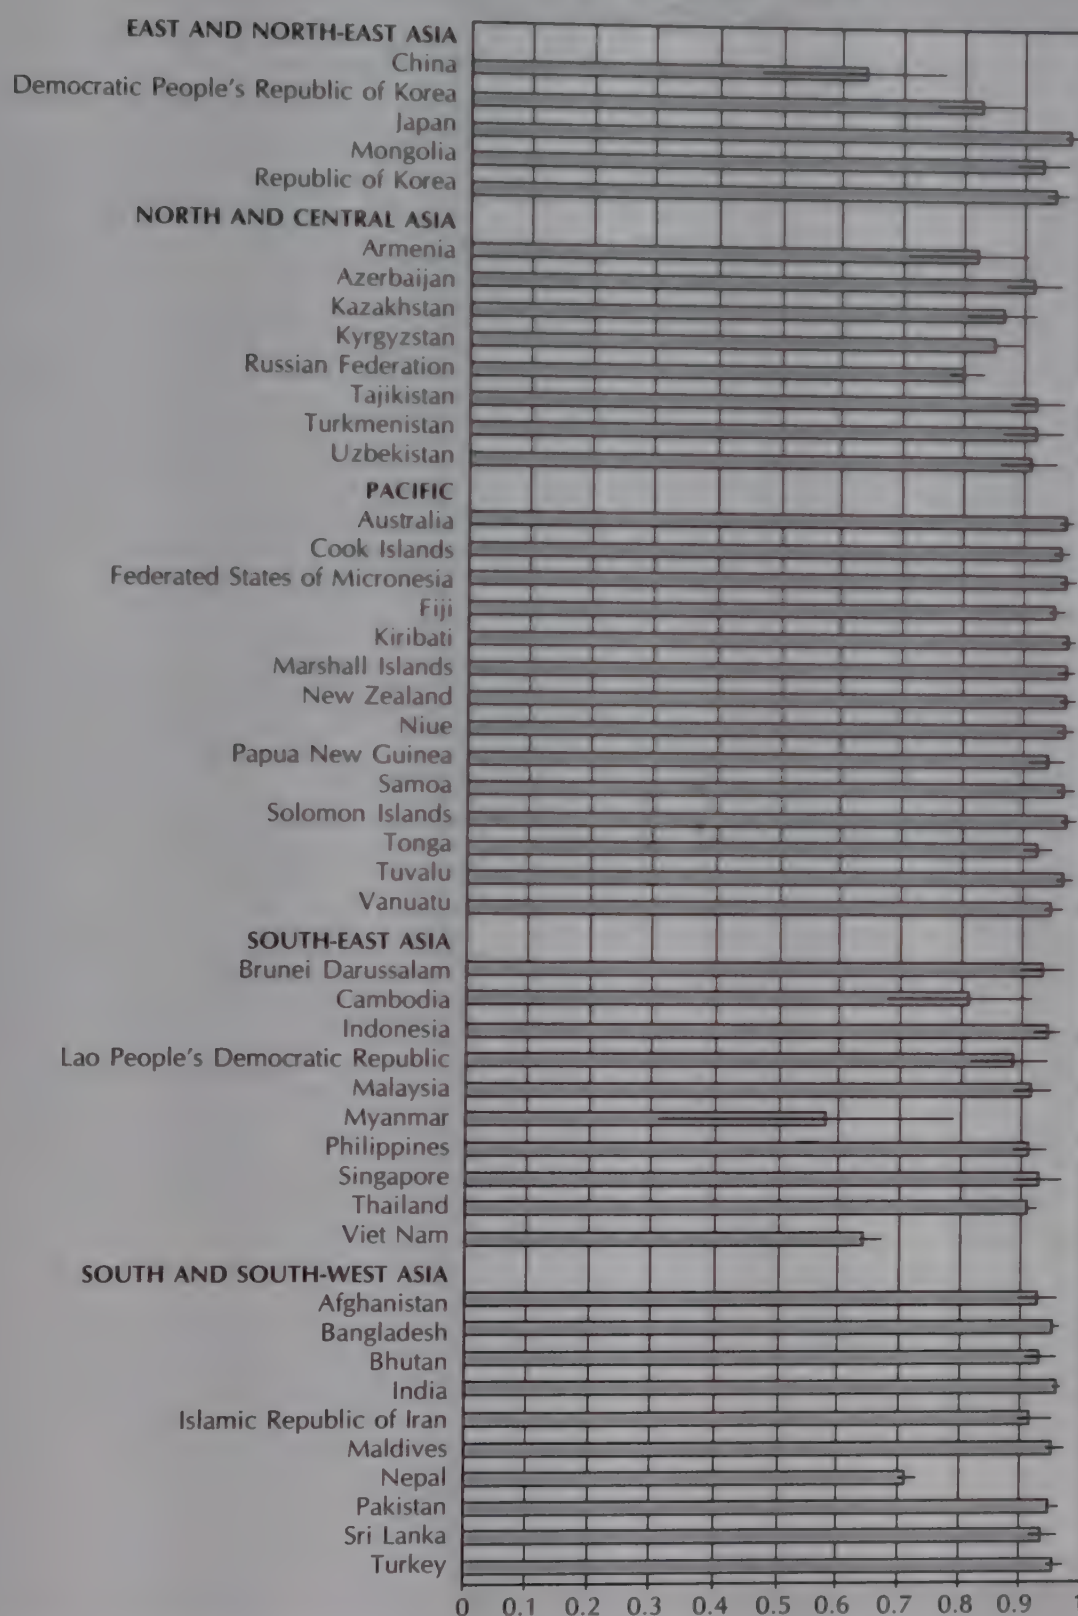 EAST AND NORTH-EAST ASIA
China
Democratic People's Republic of Korea
Japan
Mongolia
Republic of Korea
NORTH AND CENTRAL ASIA
Armenia
Azerbaijan
Kazakhstan
Kyrgyzstan
Russian Federation
Tajikistan
Turkmenistan
Uzbekistan
PACIFIC
Australia
Cook Islands
Federated States of Micronesia
Fiji
Kiribati
Marshall Islands
New Zealand
Niue
Papua New Guinea
Samoa
Solomon Islands
Tonga
Tuvalu
Vanuatu
SOUTH-EAST ASIA
Brunei Darussalam
Cambodia
Indonesia
Lao People's Democratic Republic
Malaysia
Myanmar
Philippines
Singapore
Thailand
Viet Nam
SOUTH AND SOUTH-WEST ASIA
Afghanistan
Bangladesh
Bhutan
India
Islamic Republic of Iran
Maldives
Nepal
Pakistan
Sri Lanka
Turkey
0 0.1 0.2 0.3 0.4 0.5 0.6 0.7 0.8 0.9